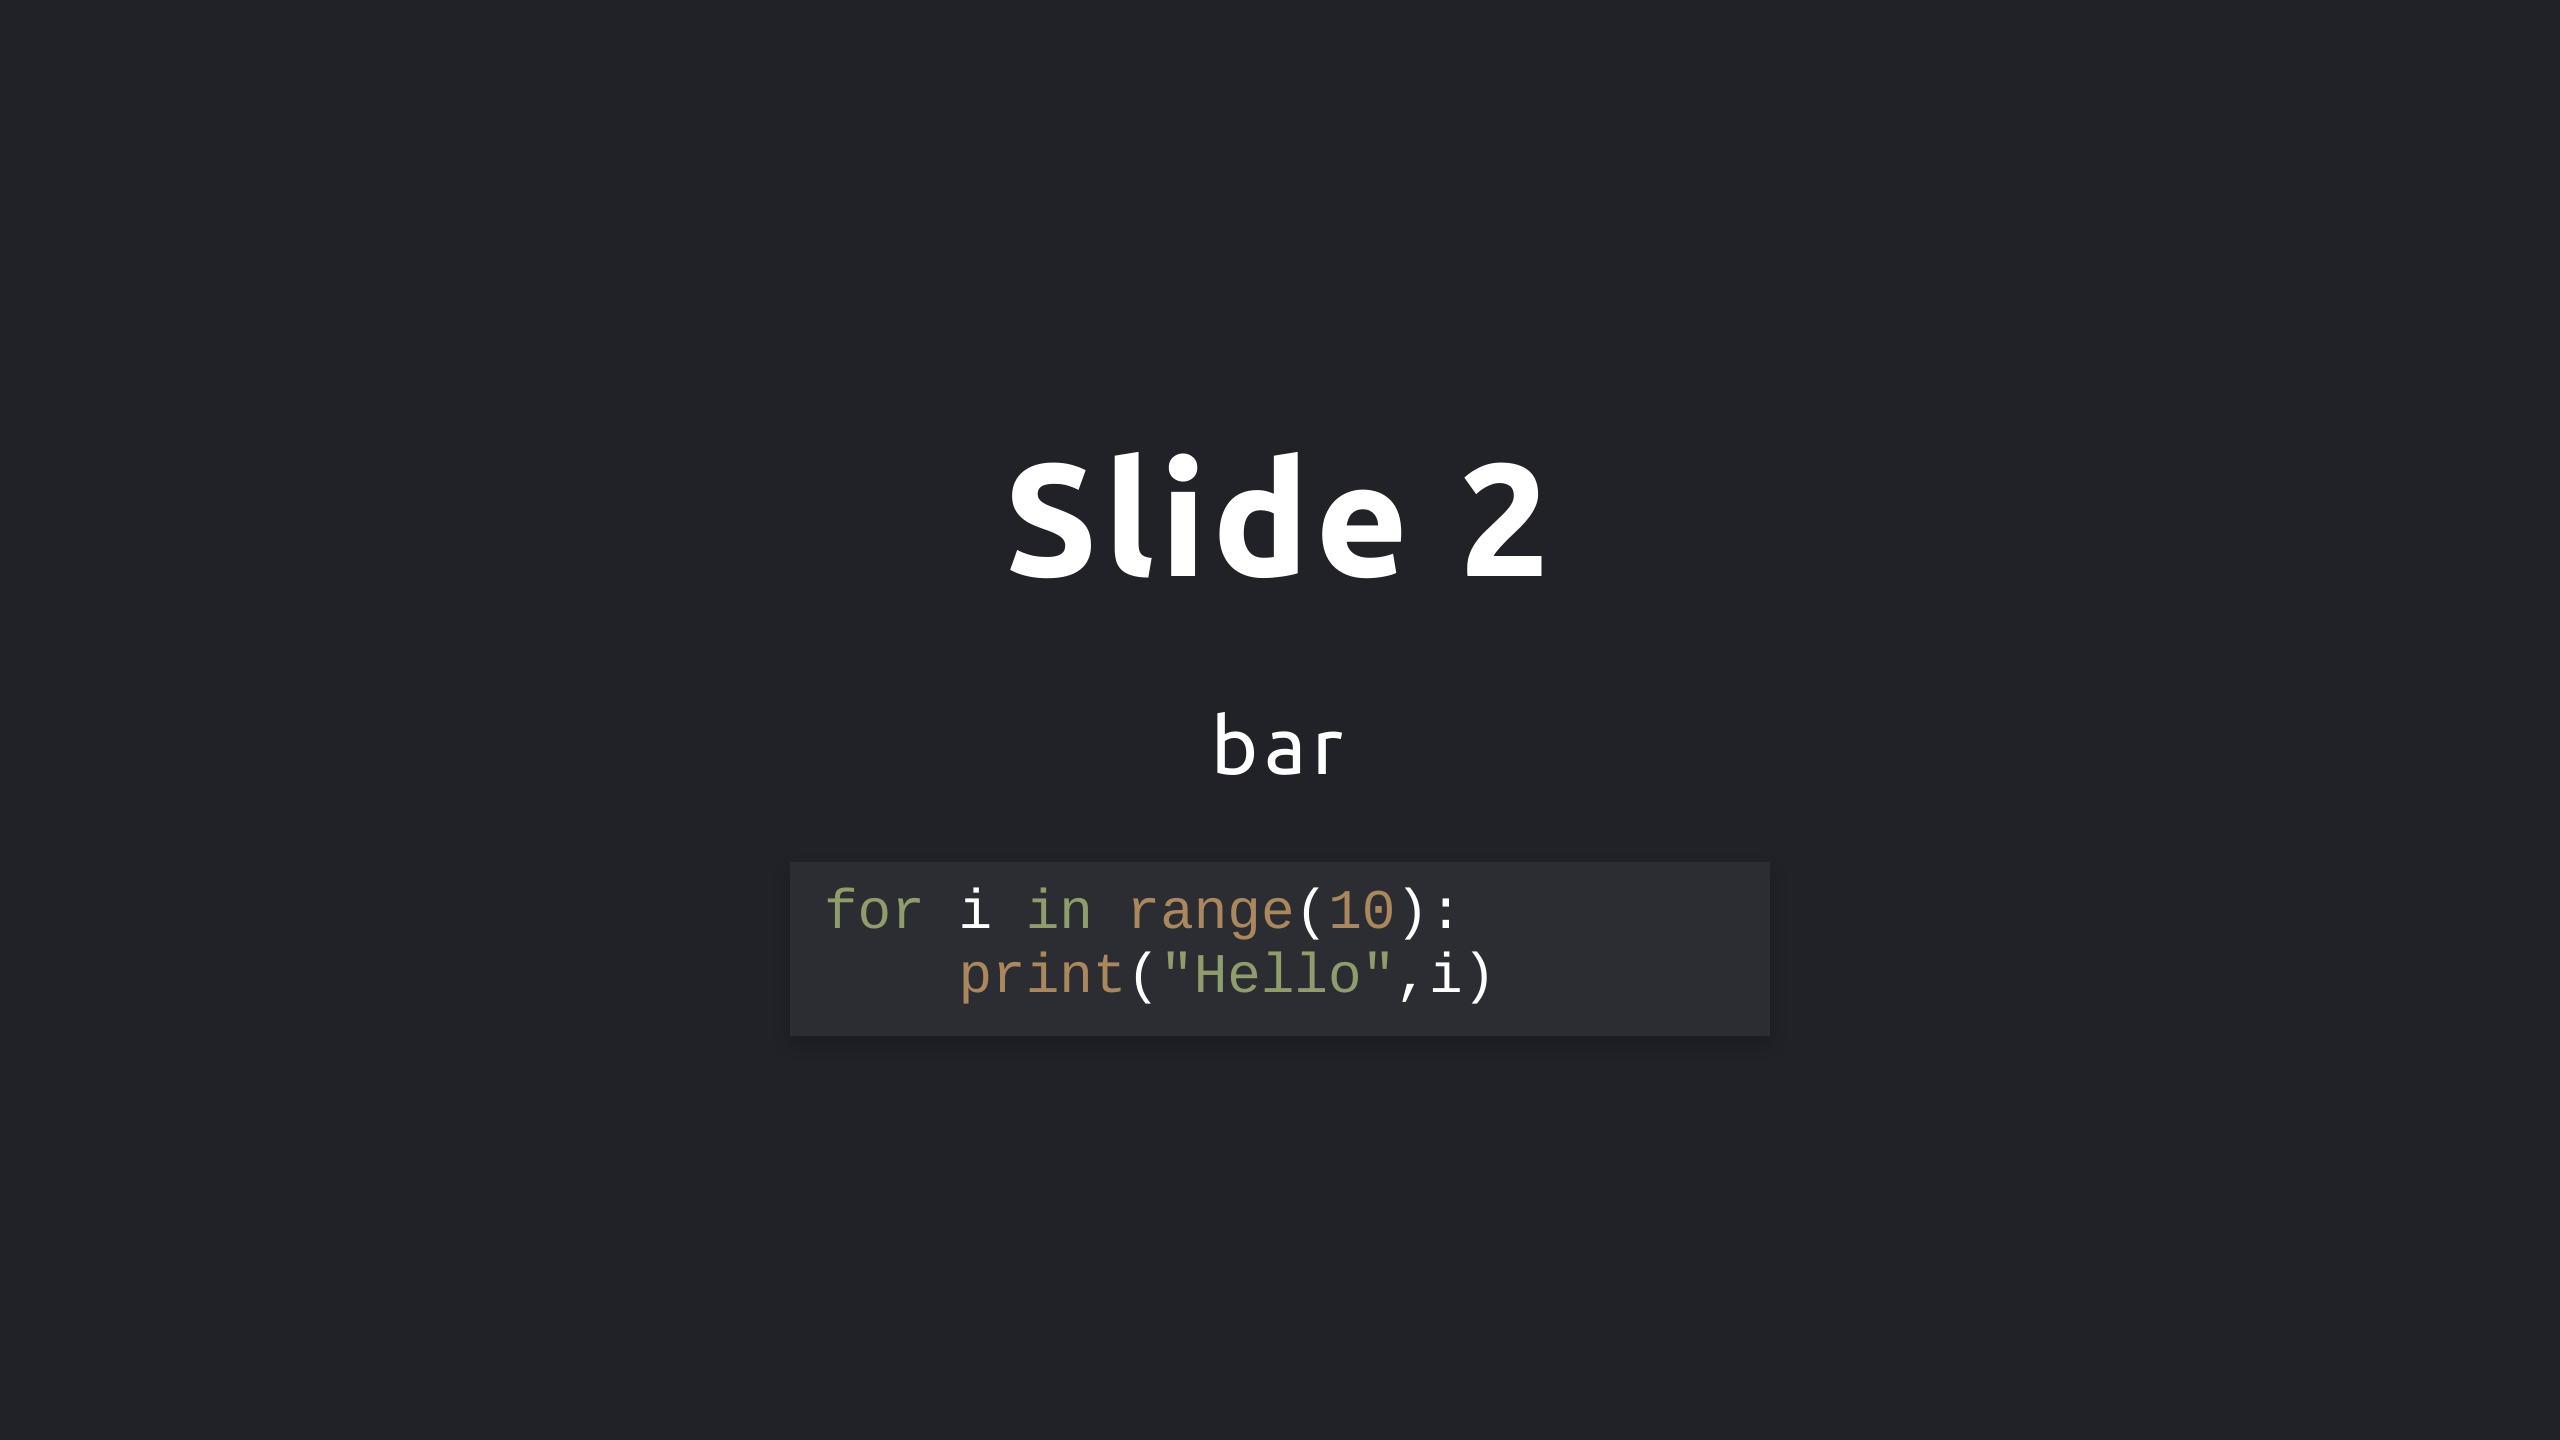 Slide 2
bar
for i in range(10):
    print("Hello",i)